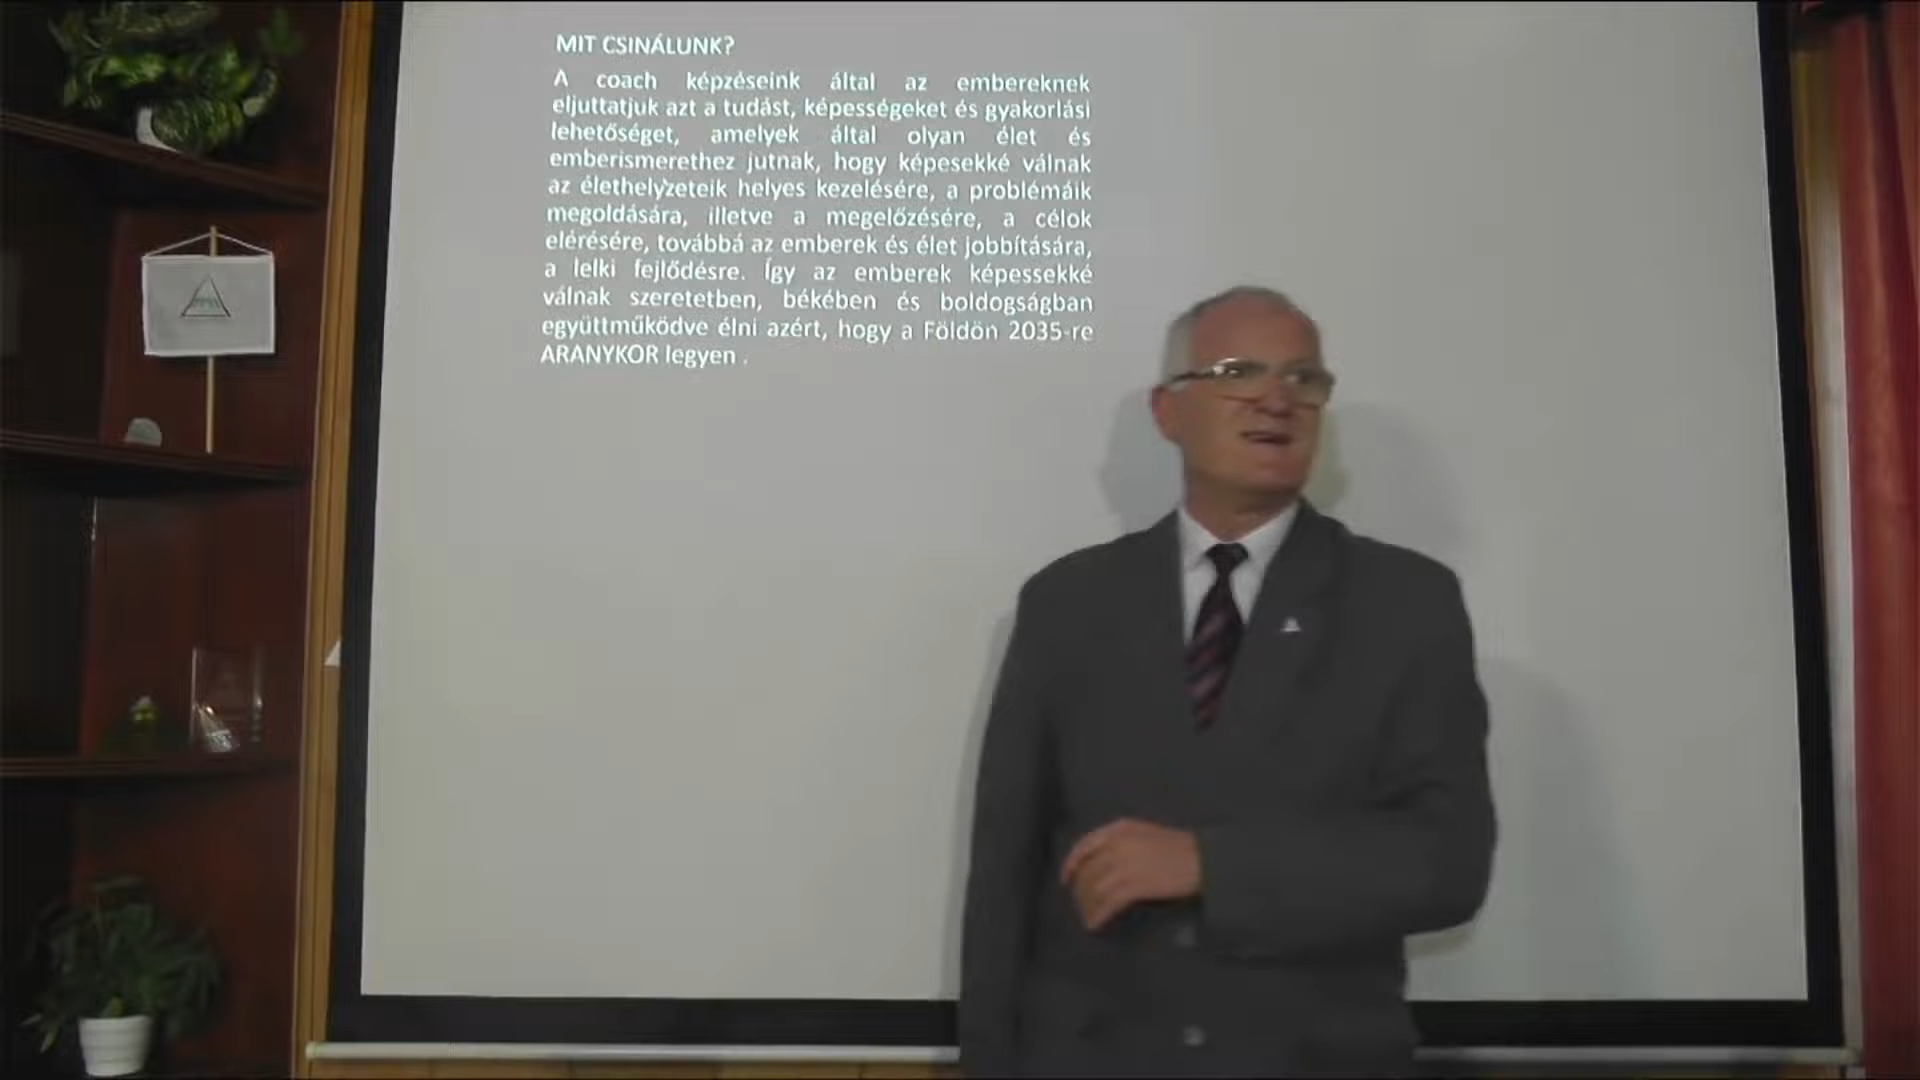 MIT CSINÁLUNK?
A coach képzéseink által az embereknek
eljuttatjuk azt a tudást, képességeket és gyakorlási
lehetőséget, amelyek által olyan élet és
emberismerethez jutnak, hogy képesekké válnak
az élethelyzeteik helyes kezelésére, a problémáik
megoldására, illetve a megelőzésére, a célok
elérésére, továbbá az emberek és élet jobbítására,
a lelki fejlődésre. Így az emberek képessekké
válnak szeretetben, békében és boldogságban
együttműködve élni azért, hogy a Földön 2035-re
ARANYKOR legyen .